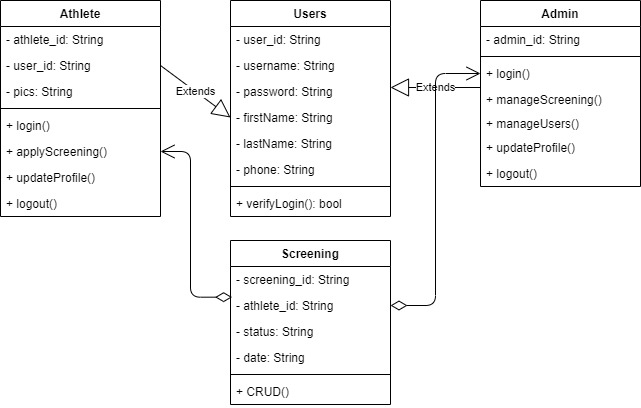 Athlete
- athlete_id: String
- user_id: String
- pics: String
+ login()
+ applyScreening()
+ updateProfile()
+ logout()
Extends
Users
- user_id: String
- username: String
- password: String
- firstName: String
- lastName: String
- phone: String
+ verifyLogin(): bool
Extends
Admin
- admin_id: String
+ login()
+ manageScreening()
+ manageUsers()
+ updateProfile()
+ logout()
Screening
- screening_id: String
- athlete_id: String
- status: String
- date: String
+ CRUD()